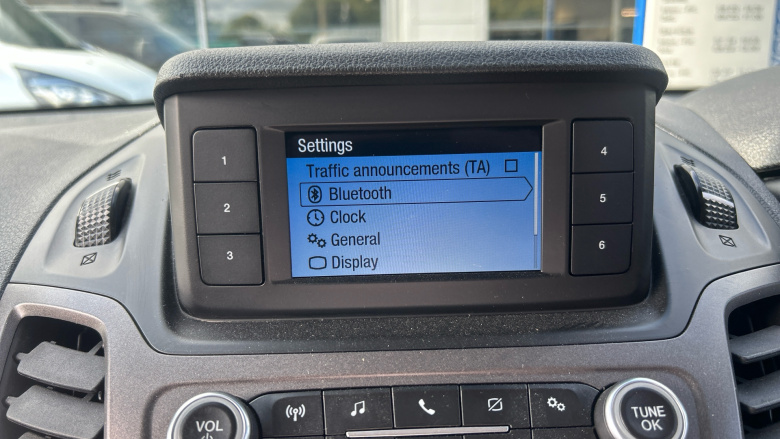 Settings
1
Traffic announcements (TA)
4
Bluetooth
2
Clock
5
3
General
6
Display
VOL
TUNE
OK